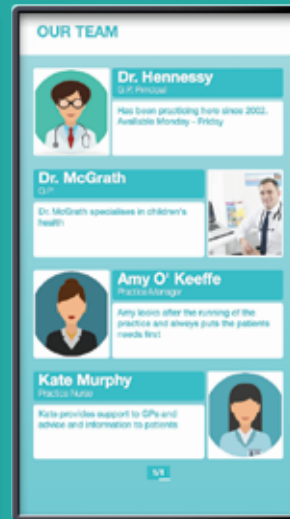 OUR TEAM
Dr. Hennessy
G.P. Principal
Has been practicing here since 2002.
Available Monday - Friday
Dr. McGrath
G.P.
Dr. McGrath specialises in children's
health
Amy O' Keeffe
Practice Manager
Amy looks after the running of the
practice and always puts the patients
needs first
Kate Murphy
Practice Nurse
Kate provides support to GPs and
advice and information to patients
1/1